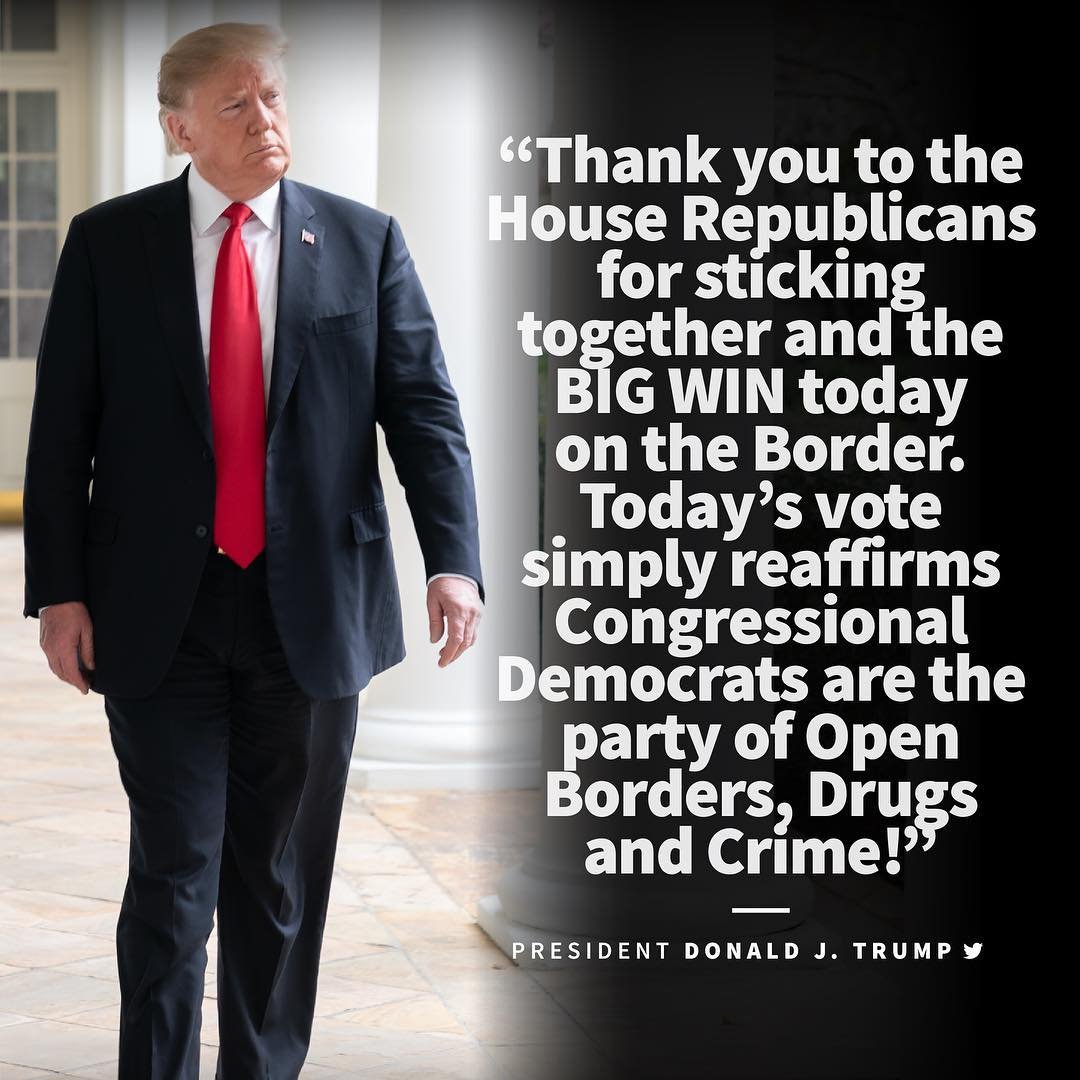 “Thank you to the
House Republicans
for sticking
together and the
BIG WIN today
on the Border.
Today’s vote
simply reaffirms
Congressional
Democrats are the
party of Open
Borders, Drugs
and Crime!”
PRESIDENT DONALD J. TRUMP